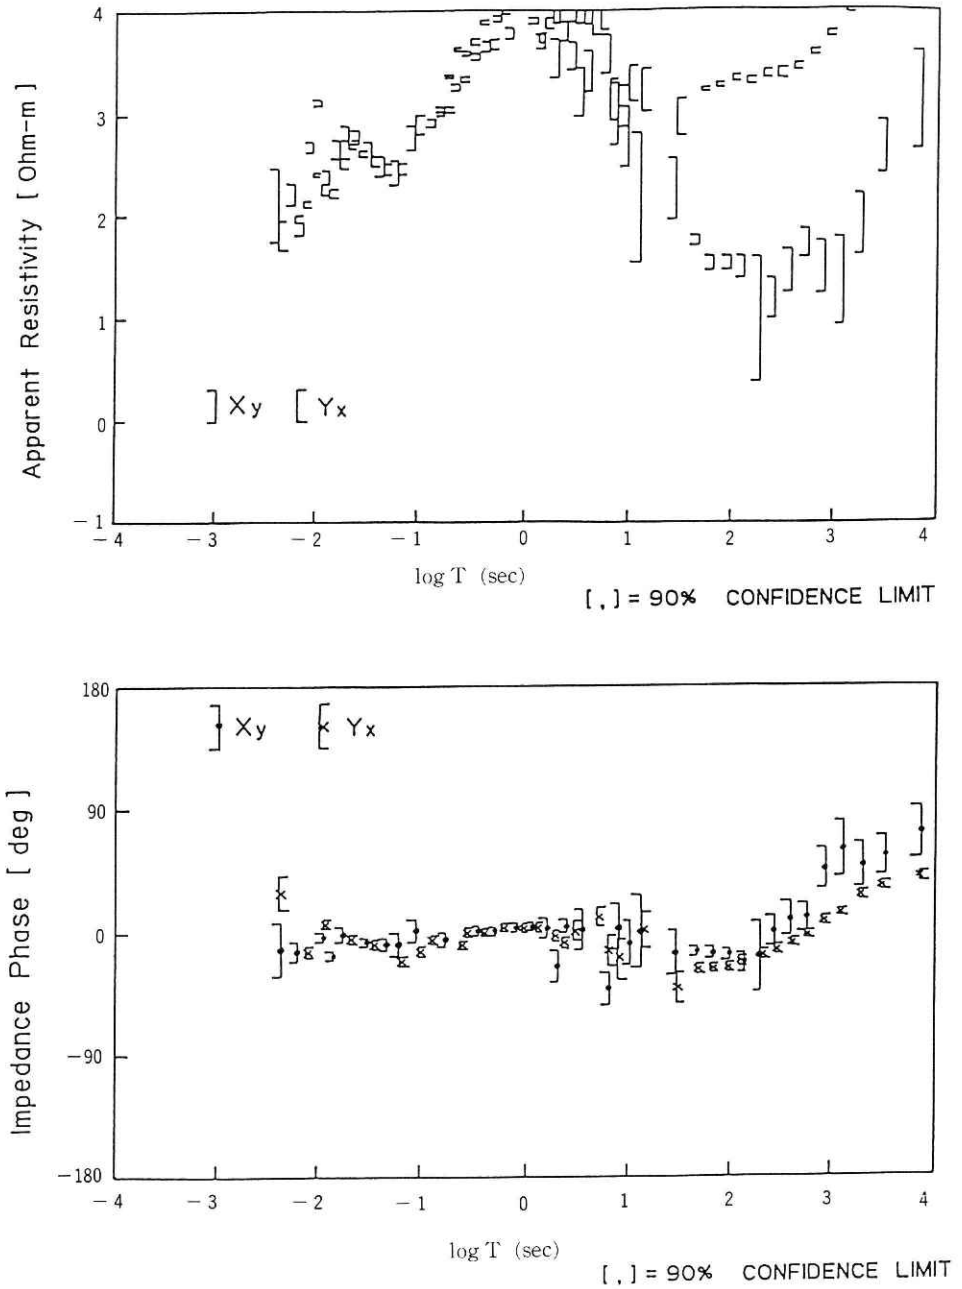 Apparent Resistivity [ Ohm-m ]
4
3
2
1
0
-1
] Xy [ Yx
-4 -3 -2 -1 0 1 2 3 4
log T (sec)
[ , ] = 90% CONFIDENCE LIMIT
Impedance Phase [ deg ]
180
90
0
-90
-180
Xy Yx
-4 -3 -2 -1 0 1 2 3 4
log T (sec)
[ , ] = 90% CONFIDENCE LIMIT